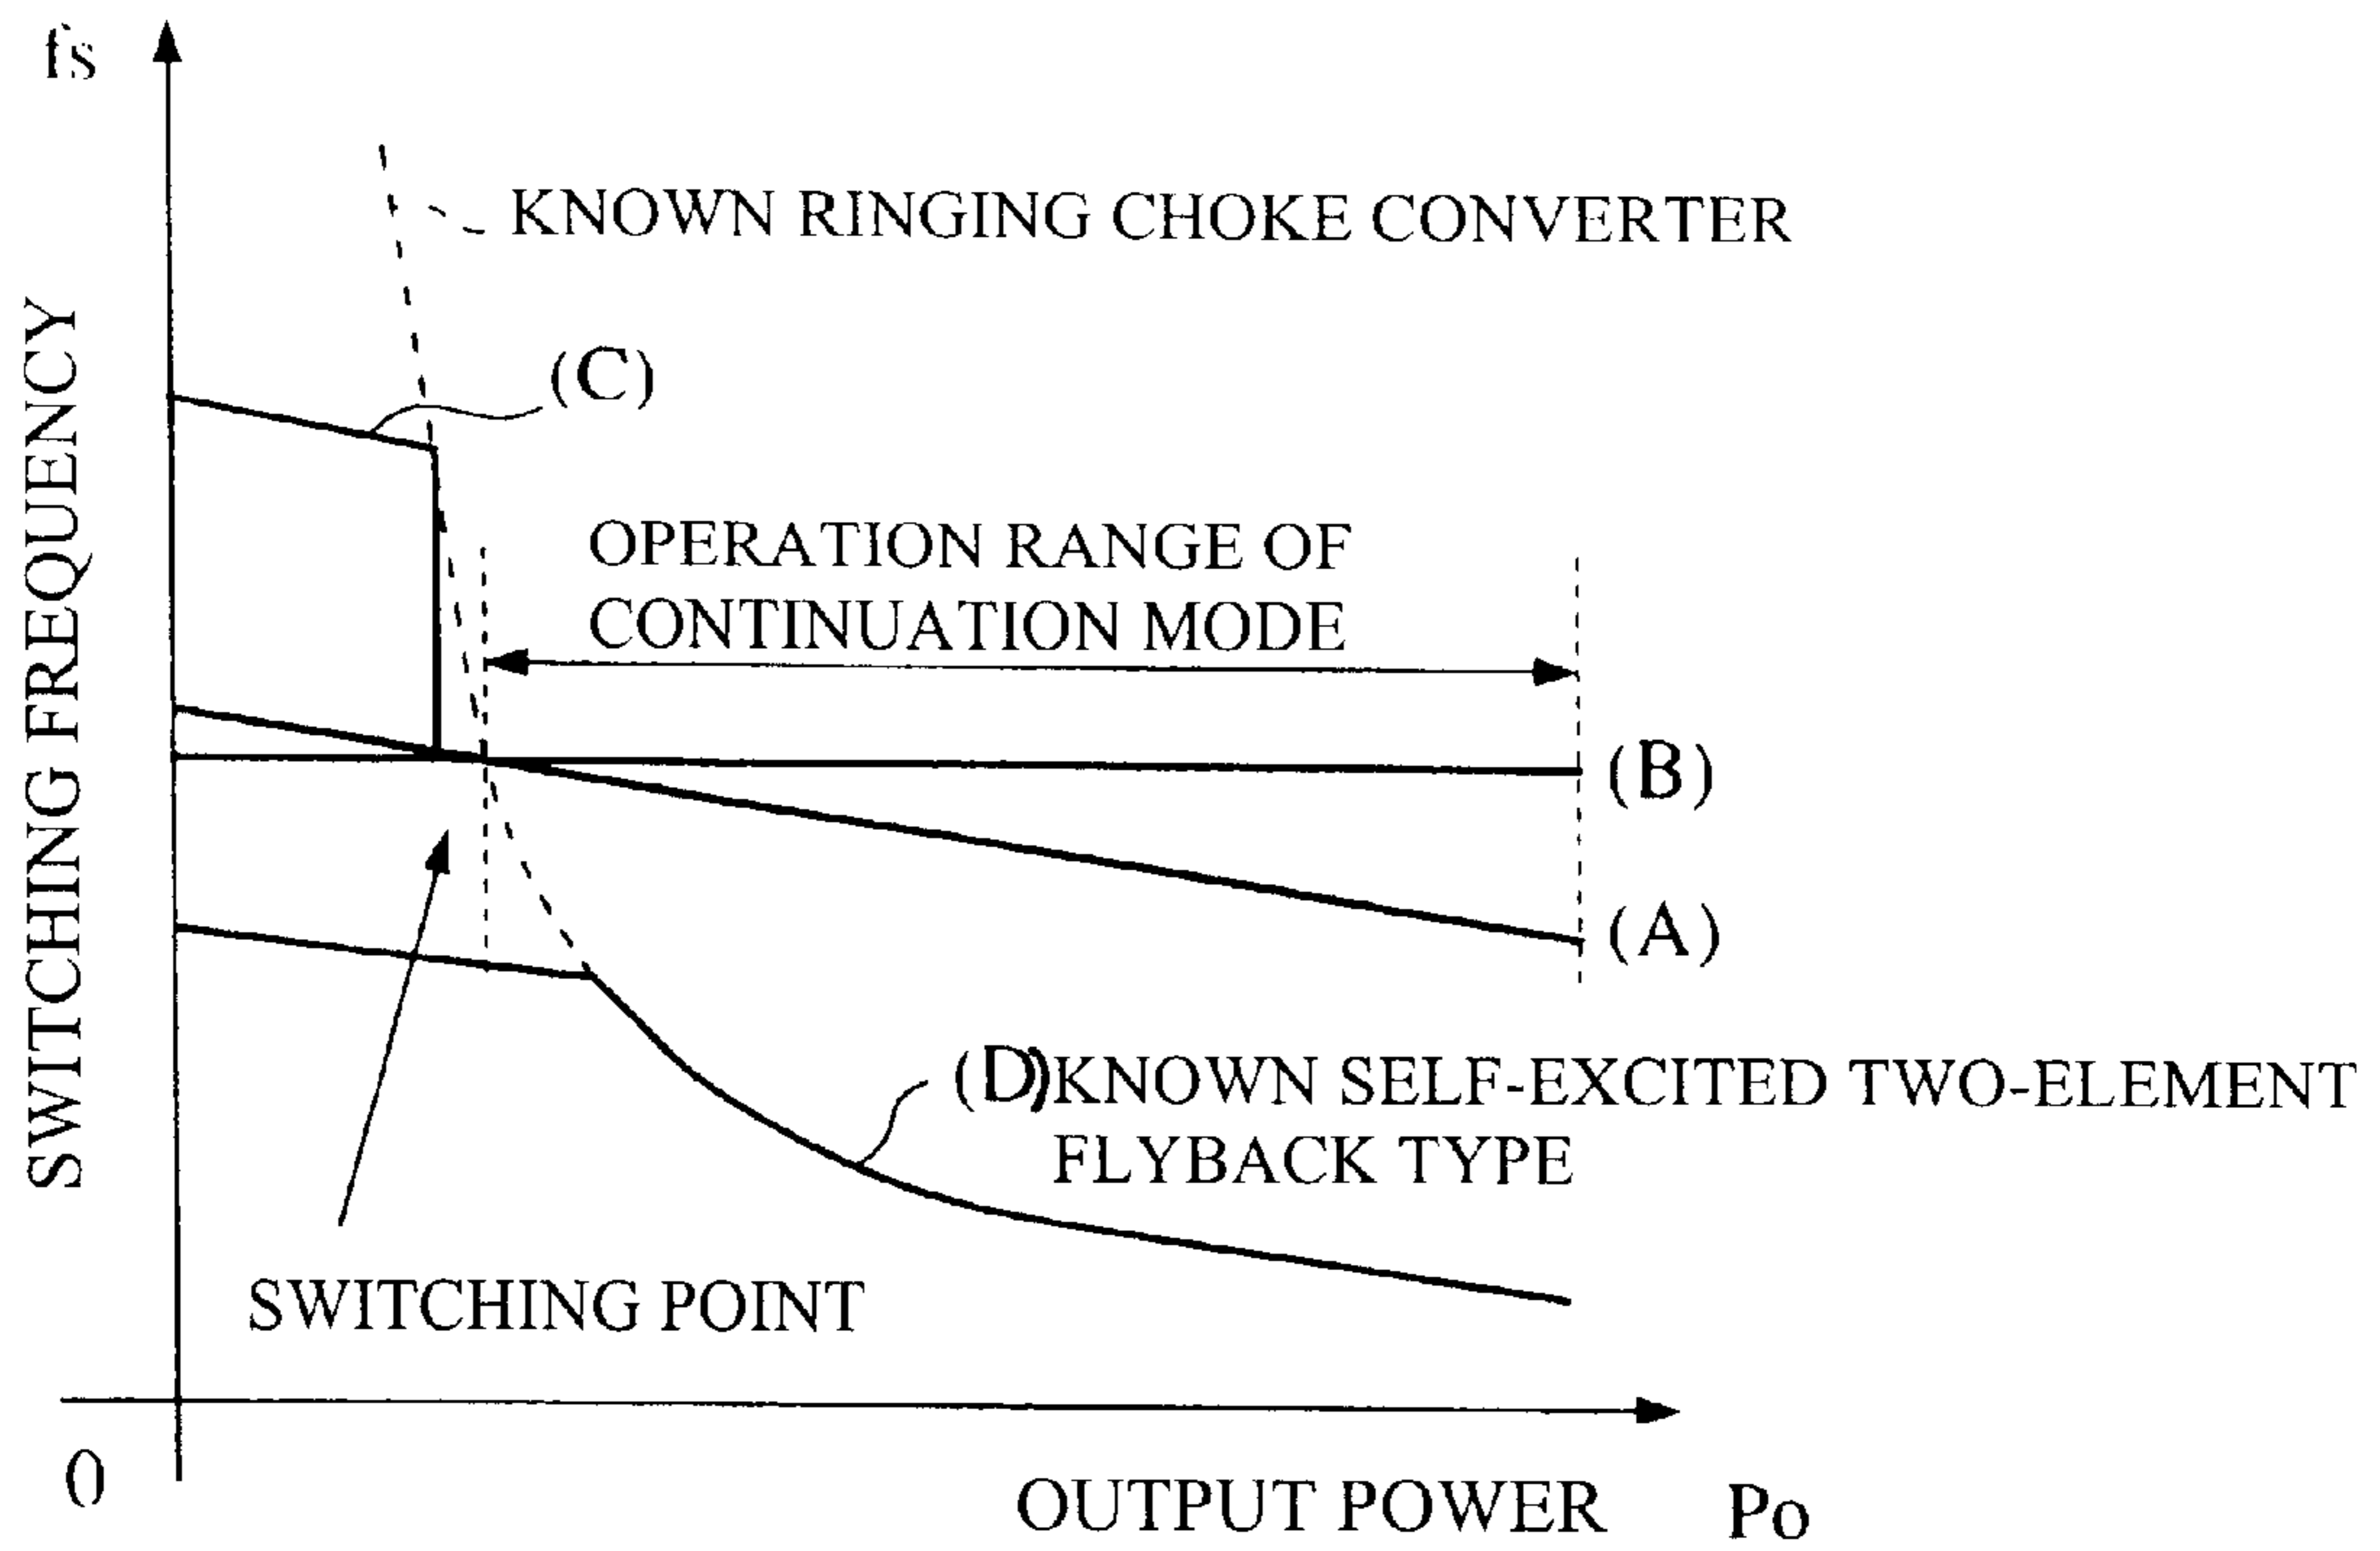 fs
KNOWN RINGING CHOKE CONVERTER
(C)
SWITCHING FREQUENCY
OPERATION RANGE OF
CONTINUATION MODE
(B)
(A)
(D) KNOWN SELF-EXCITED TWO-ELEMENT
FLYBACK TYPE
SWITCHING POINT
0
OUTPUT POWER Po